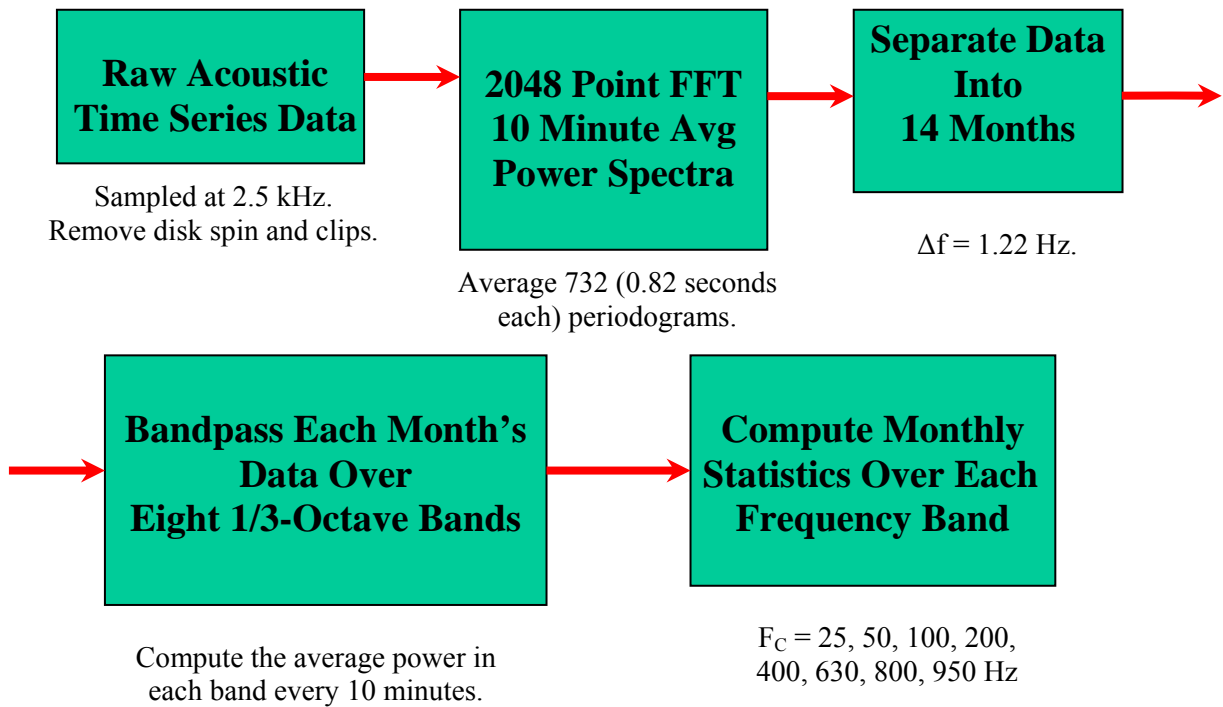 Raw Acoustic
Time Series Data
Sampled at 2.5 kHz.
Remove disk spin and clips.
2048 Point FFT
10 Minute Avg
Power Spectra
Average 732 (0.82 seconds
each) periodograms.
Separate Data
Into
14 Months
Δf = 1.22 Hz.
Bandpass Each Month’s
Data Over
Eight 1/3-Octave Bands
Compute the average power in
each band every 10 minutes.
Compute Monthly
Statistics Over Each
Frequency Band
F_C = 25, 50, 100, 200,
400, 630, 800, 950 Hz